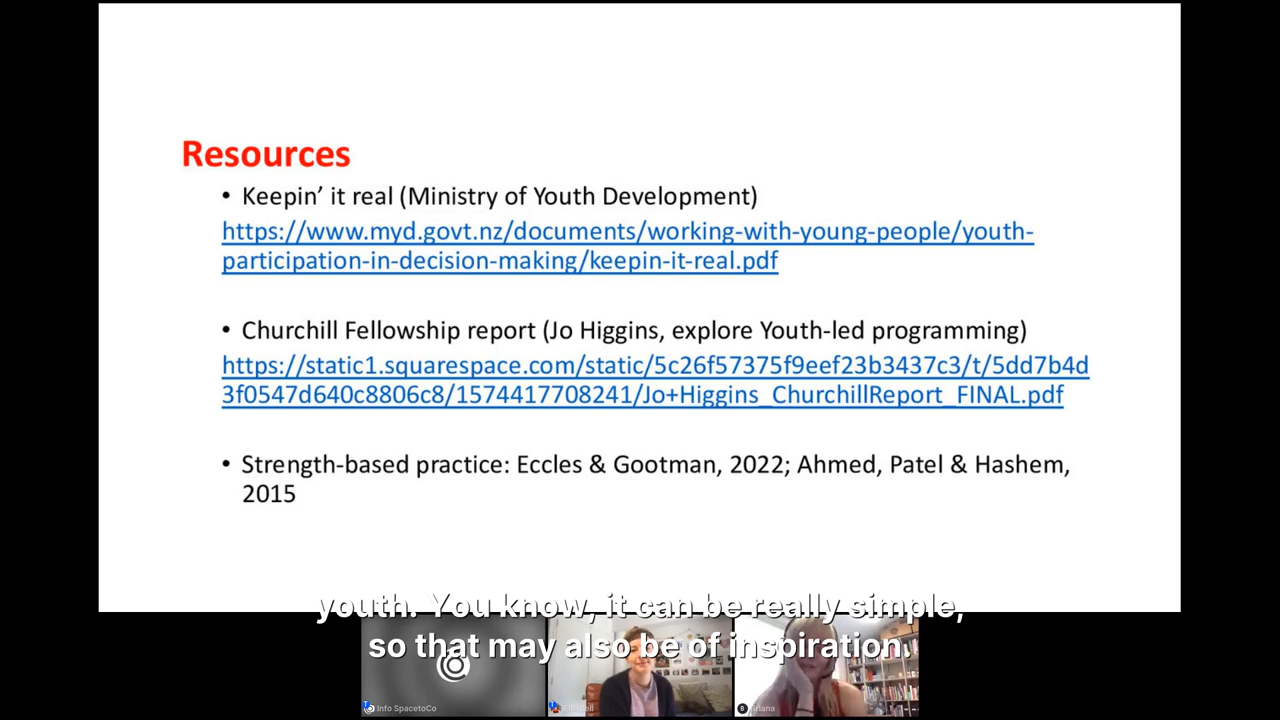 Resources
• Keepin' it real (Ministry of Youth Development)
https://www.myd.govt.nz/documents/working-with-young-people/youth-
participation-in-decision-making/keepin-it-real.pdf
• Churchill Fellowship report (Jo Higgins, explore Youth-led programming)
https://static1.squarespace.com/static/5c26f57375f9eef23b3437c3/t/5dd7b4d
3f0547d640c8806c8/1574417708241/Jo+Higgins_ChurchillReport_FINAL.pdf
• Strength-based practice: Eccles & Gootman, 2022; Ahmed, Patel & Hashem,
2015
youth. You know, it can be really simple,
so that may also be of inspiration.
Info SpacetoCo
Briana